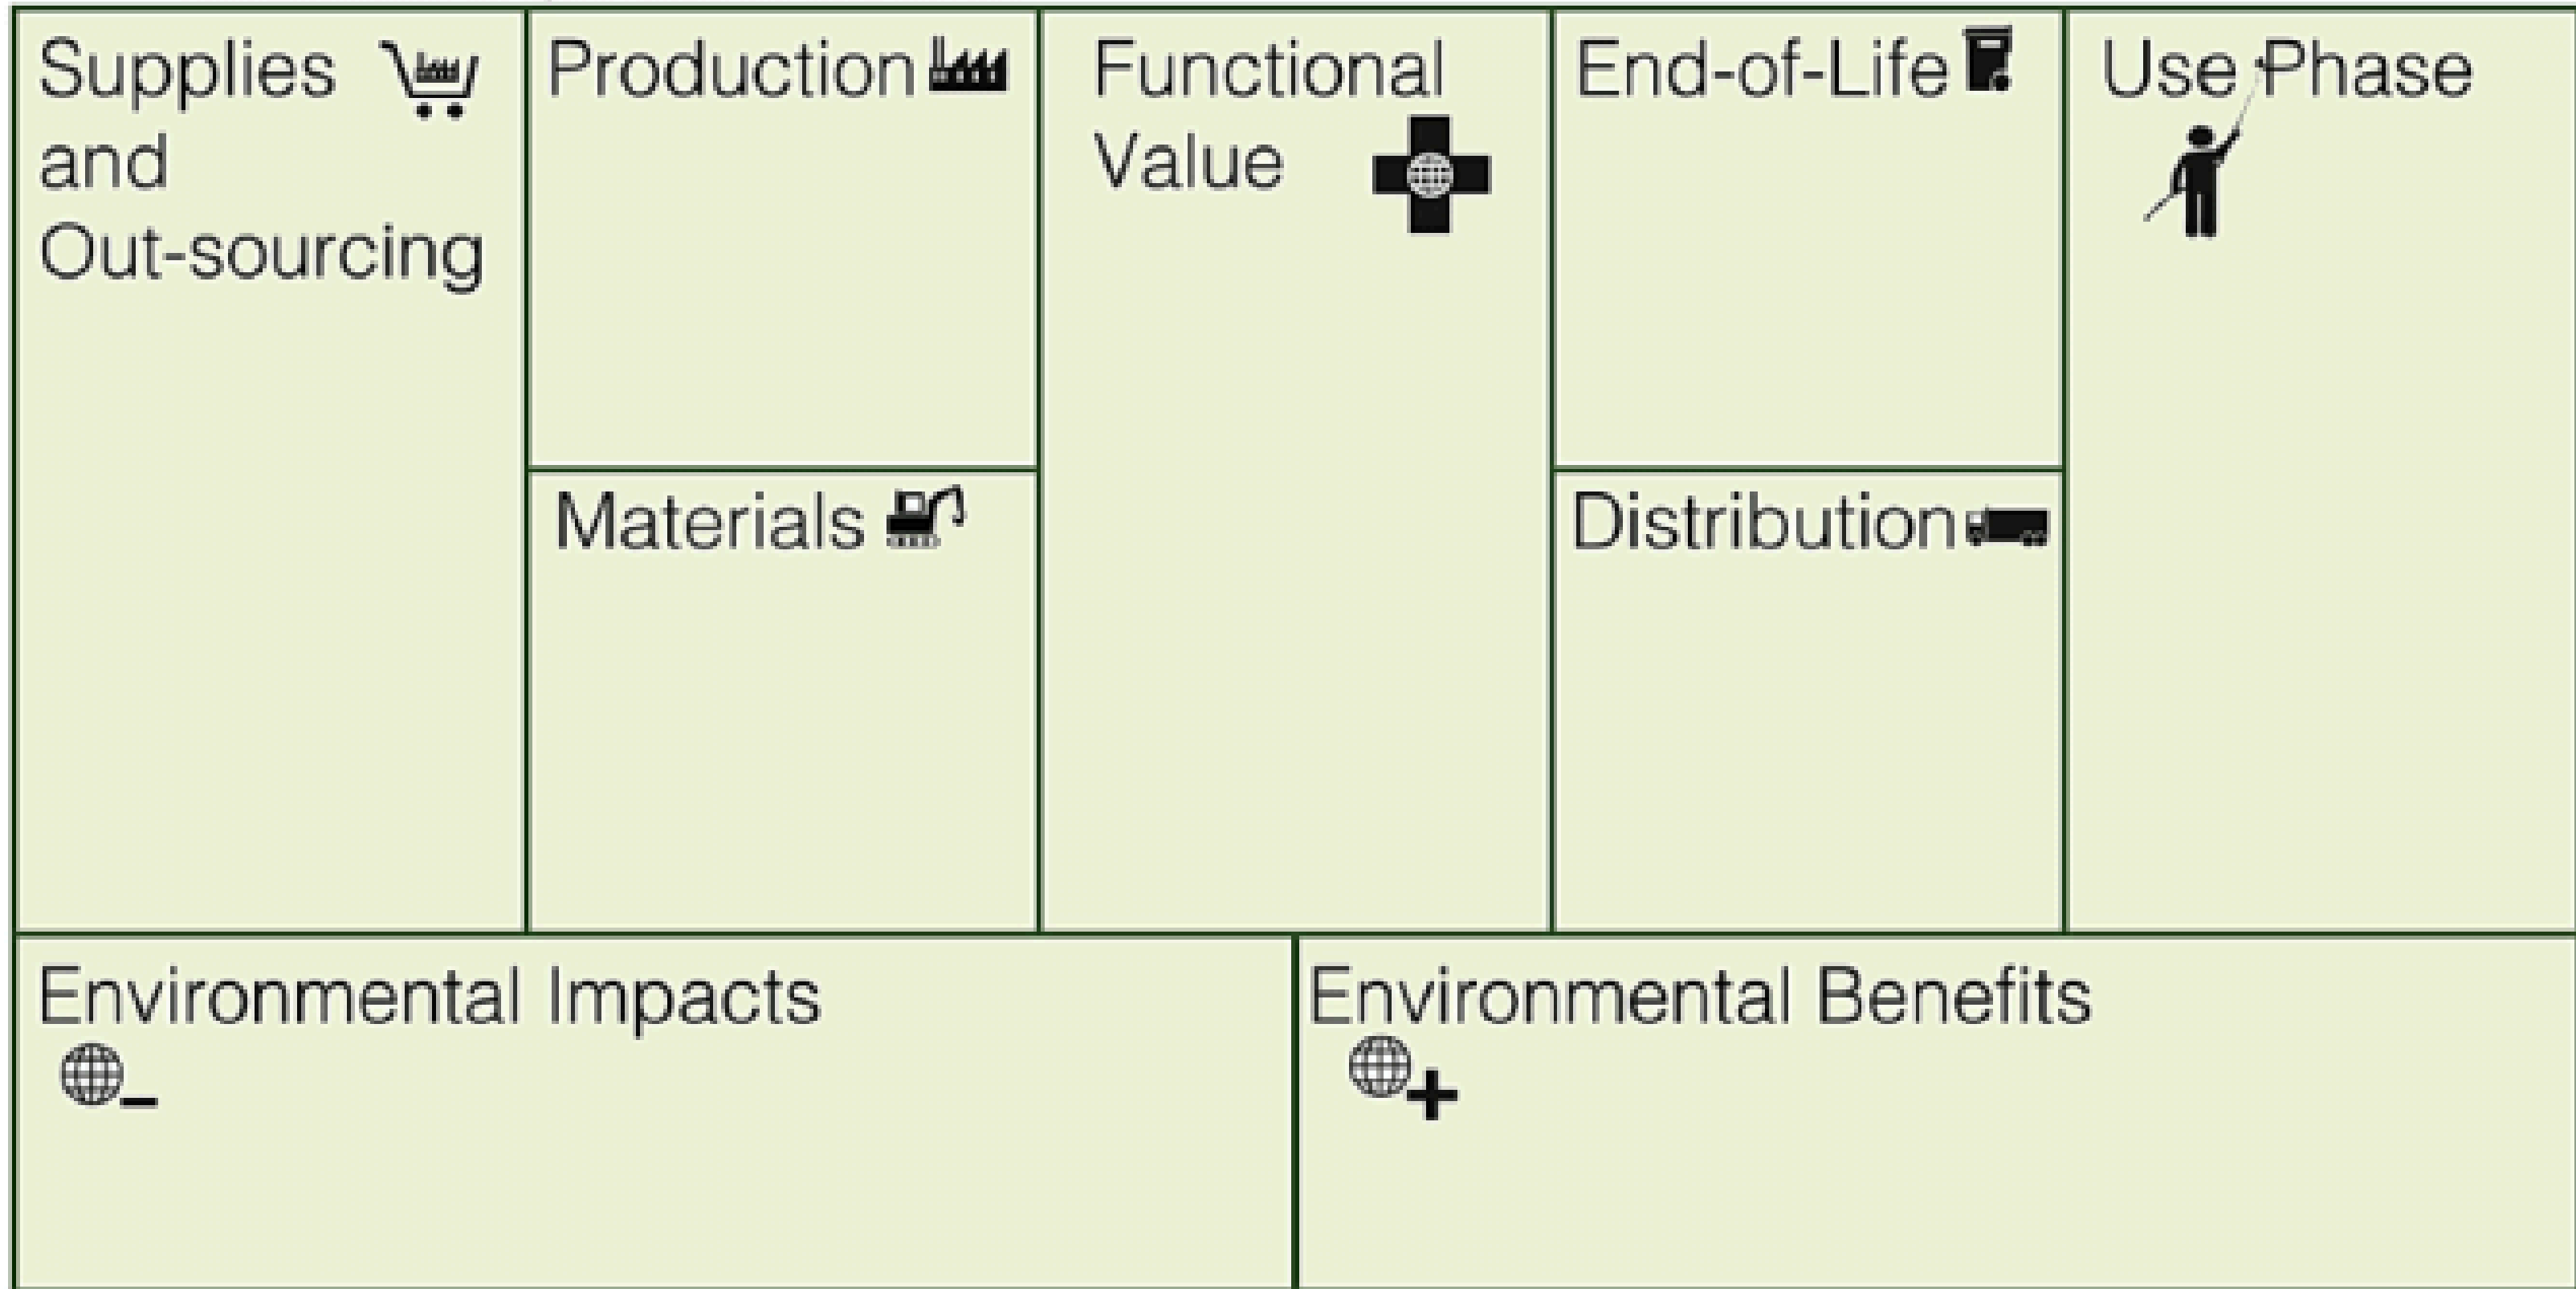 Supplies
and
Out-sourcing
Production
Materials
Functional
Value
End-of-Life
Distribution
Use Phase
Environmental Impacts
Environmental Benefits